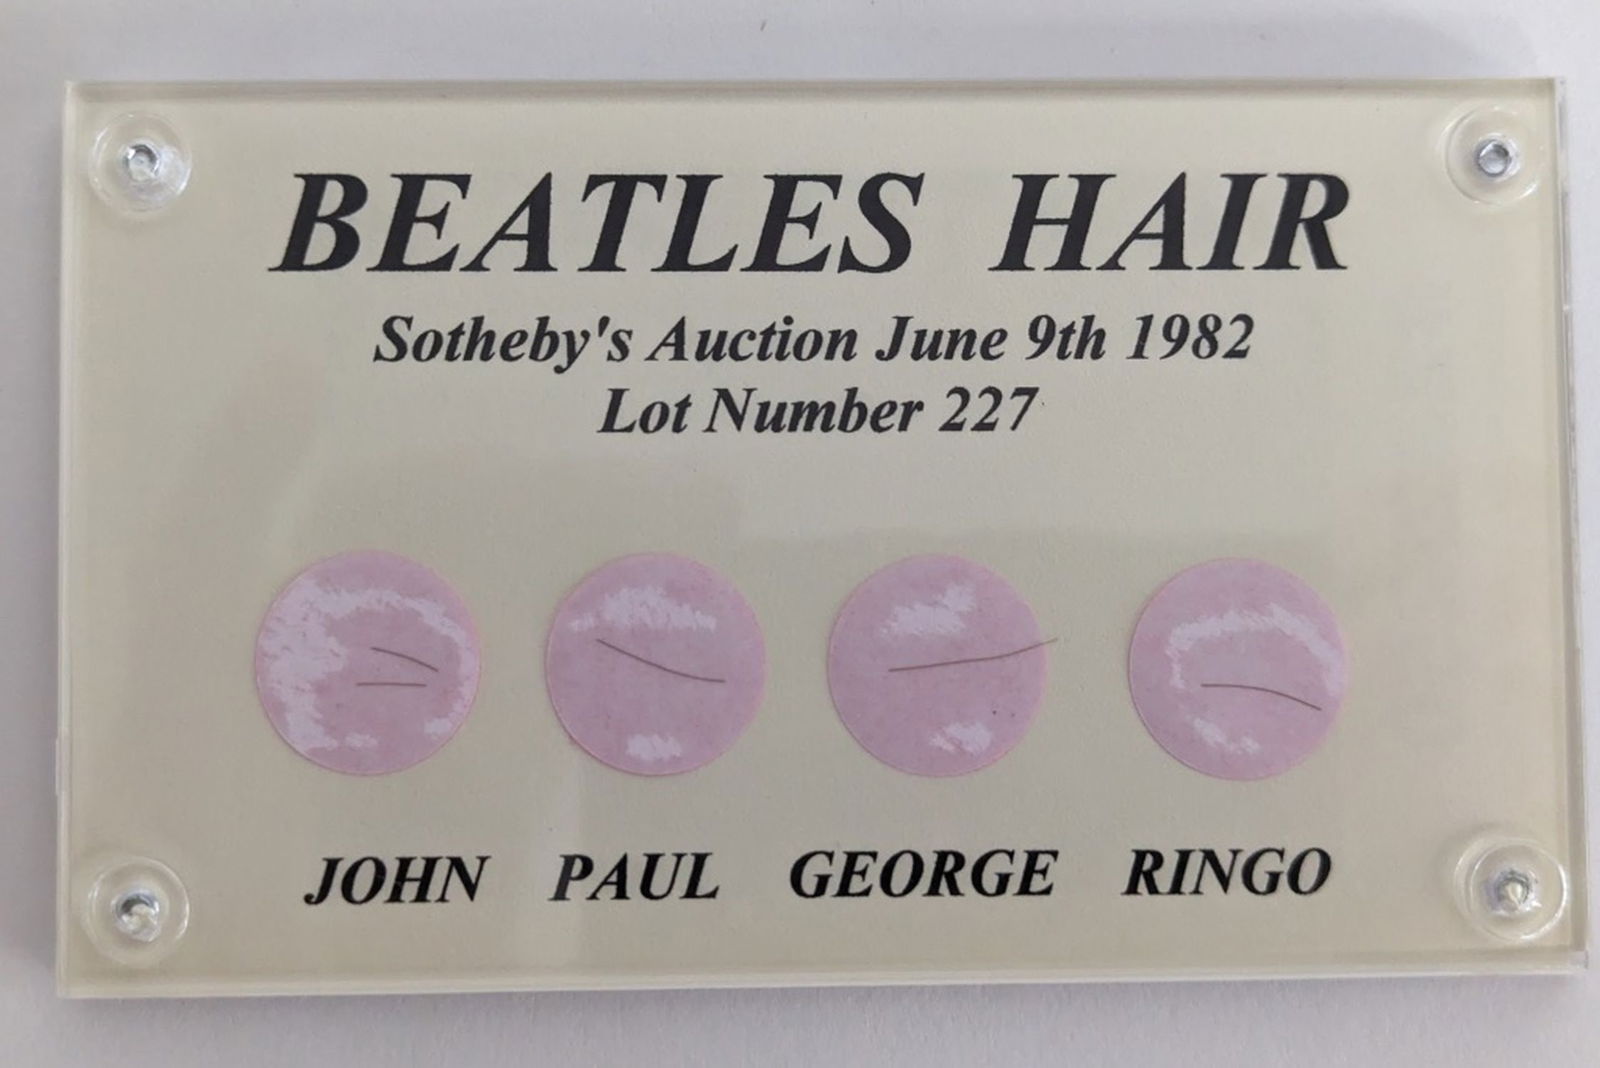 BEATLES HAIR
Sotheby's Auction June 9th 1982
Lot Number 227
JOHN PAUL GEORGE RINGO